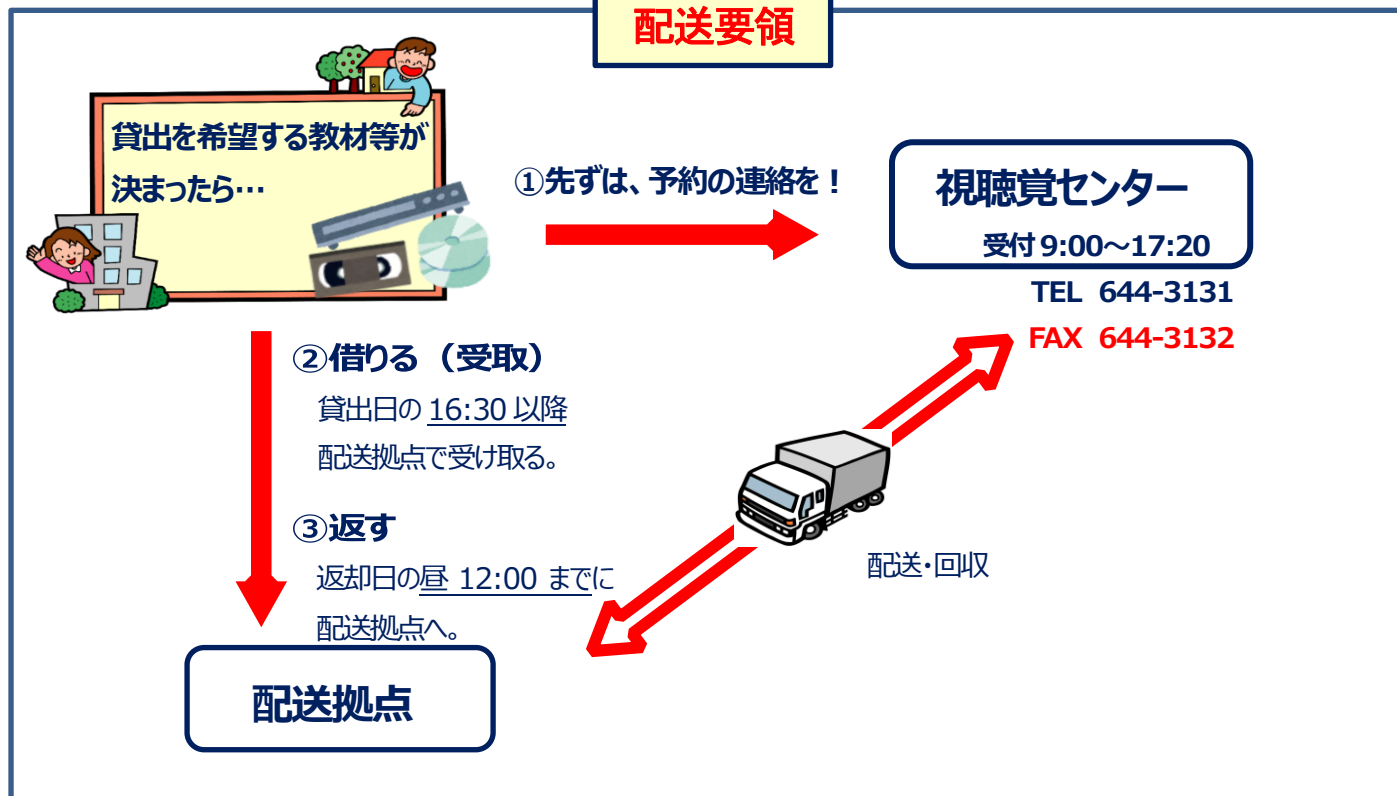 配送要領
貸出を希望する教材等が
決まったら…
①先ずは、予約の連絡を！
視聴覚センター
受付 9:00～17:20
TEL 644-3131
FAX 644-3132
②借りる（受取）
貸出日の 16:30 以降
配送拠点で受け取る。
③返す
返却日の昼 12:00 までに
配送拠点へ。
配送・回収
配送拠点